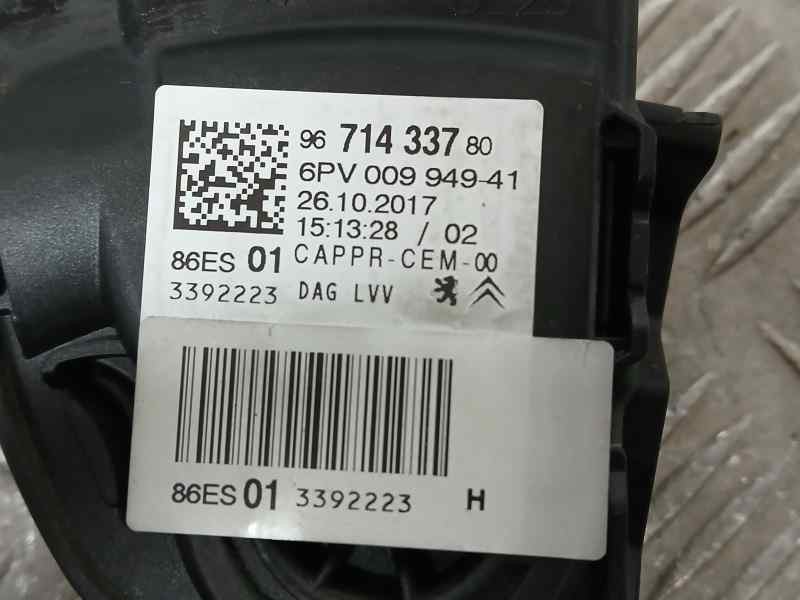 96 714 337 80
6PV 009 949-41
26.10.2017
15:13:28 / 02
86ES 01 CAPPR-CEM-00
3392223 DAG LVV
86ES 01 3392223 H